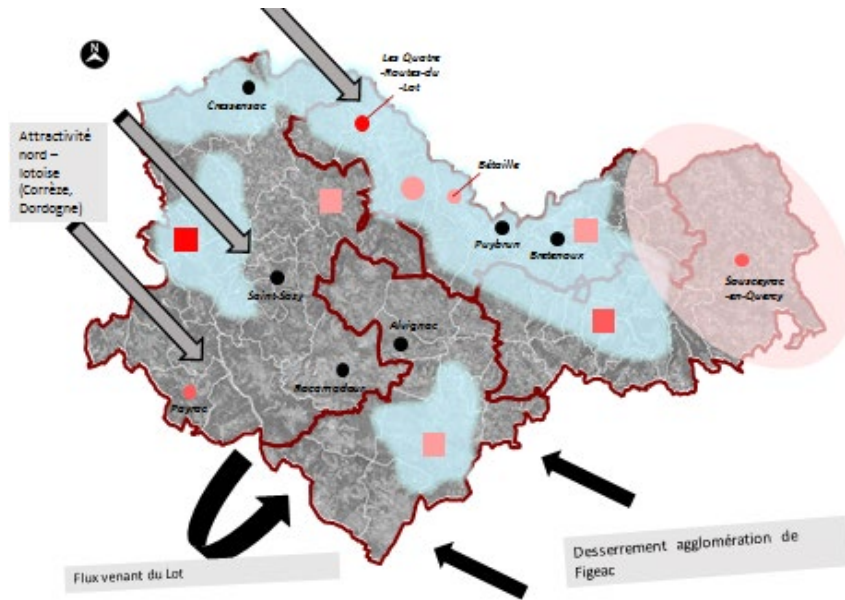 N
Les Quatre
-Routes-du
-Lot
Cressensac
Attractivité
nord –
lotoise
(Corrèze,
Dordogne)
Bétaille
Puybrun
Bretenoux
Sousceyrac
-en-Quercy
Saint-Sozy
Alvignac
Rocamadour
Payrac
Desserrement agglomération de
Figeac
Flux venant du Lot